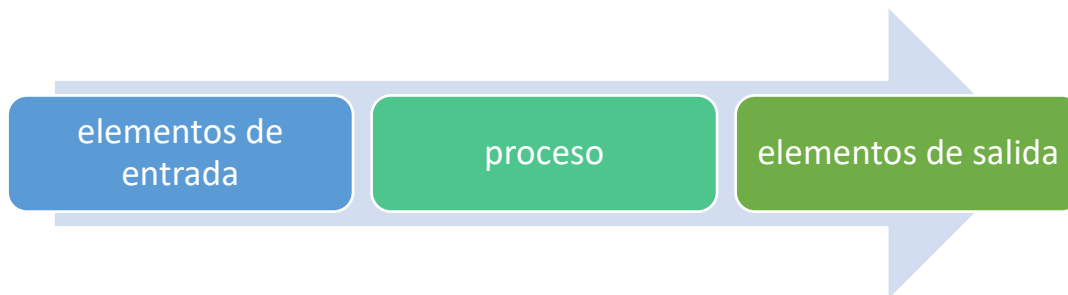 elementos de
entrada
proceso
elementos de salida